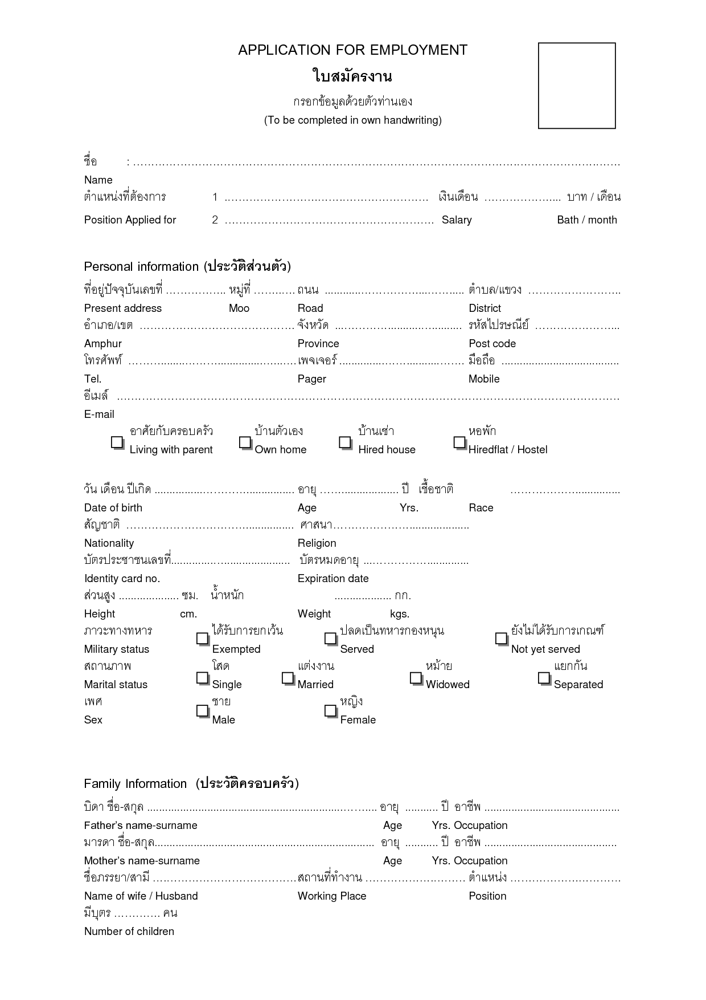 APPLICATION FOR EMPLOYMENT
ใบสมัครงาน
กรอกข้อมูลด้วยตัวท่านเอง
(To be completed in own handwriting)
ชื่อ : ........................................................................................................
Name
ตำแหน่งที่ต้องการ 1 .................................................. เงินเดือน ..................... บาท / เดือน
Position Applied for 2 .................................................. Salary Bath / month
Personal information (ประวัติส่วนตัว)
ที่อยู่ปัจจุบันเลขที่ .................. หมู่ที่ ............ ถนน .............................. ตำบล/แขวง .........................
Present address Moo Road District
อำเภอ/เขต ........................................ จังหวัด .............................. รหัสไปรษณีย์ .........................
Amphur Province Post code
โทรศัพท์ ........................................ เพจเจอร์ .............................. มือถือ ..............................
Tel. Pager Mobile
อีเมล์ ........................................................................................................
E-mail
อาศัยกับครอบครัว บ้านตัวเอง บ้านเช่า หอพัก
Living with parent Own home Hired house Hiredflat / Hostel
วัน เดือน ปีเกิด ........................................ อายุ ......................... ปี เชื้อชาติ ..............................
Date of birth Age Yrs. Race
สัญชาติ ........................................ ศาสนา ........................................
Nationality Religion
บัตรประชาชนเลขที่ ................................... บัตรหมดอายุ ...................................
Identity card no. Expiration date
ส่วนสูง .................... ซม. น้ำหนัก ................... กก.
Height cm. Weight kgs.
ภาวะทางทหาร ได้รับการยกเว้น ปลดเป็นทหารกองหนุน ยังไม่ได้รับการเกณฑ์
Military status Exempted Served Not yet served
สถานภาพ โสด แต่งงาน หม้าย แยกกัน
Marital status Single Married Widowed Separated
เพศ ชาย หญิง
Sex Male Female
Family Information (ประวัติครอบครัว)
บิดา ชื่อ-สกุล ............................................................ อายุ ........... ปี อาชีพ ........................................
Father's name-surname Age Yrs. Occupation
มารดา ชื่อ-สกุล ............................................................ อายุ ........... ปี อาชีพ ........................................
Mother's name-surname Age Yrs. Occupation
ชื่อภรรยา/สามี ........................................ สถานที่ทำงาน .............................. ตำแหน่ง ..............................
Name of wife / Husband Working Place Position
มีบุตร ............. คน
Number of children